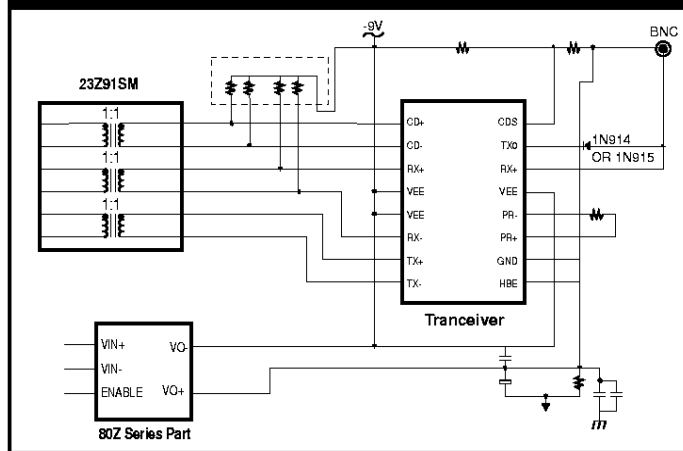 -9V
BNC
23Z91SM
1:1
1:1
1:1
CD+
CD-
RX+
VEE
VEE
RX-
TX+
TX-
CDS
TXO
RX+
VEE
PR-
PR+
GND
HBE
1N914
OR 1N915
Tranceiver
VIN+
VIN-
ENABLE
VO-
VO+
80Z Series Part